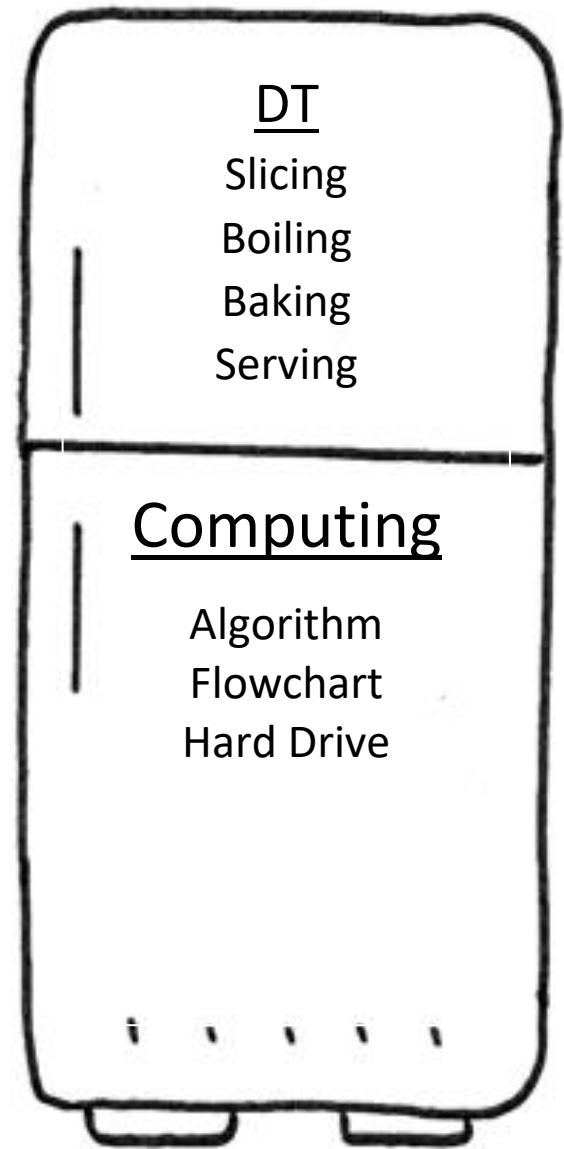 DT
Slicing
Boiling
Baking
Serving
Computing
Algorithm
Flowchart
Hard Drive